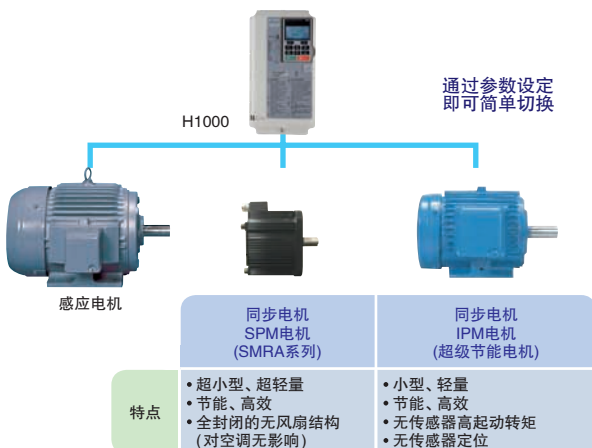 H1000
通过参数设定
即可简单切换
感应电机
同步电机
SPM电机
(SMRA系列)
同步电机
IPM电机
(超级节能电机)
特点
• 超小型、超轻量
• 节能、高效
• 全封闭的无风扇结构
(对空调无影响)
• 小型、轻量
• 节能、高效
• 无传感器高起动转矩
• 无传感器定位